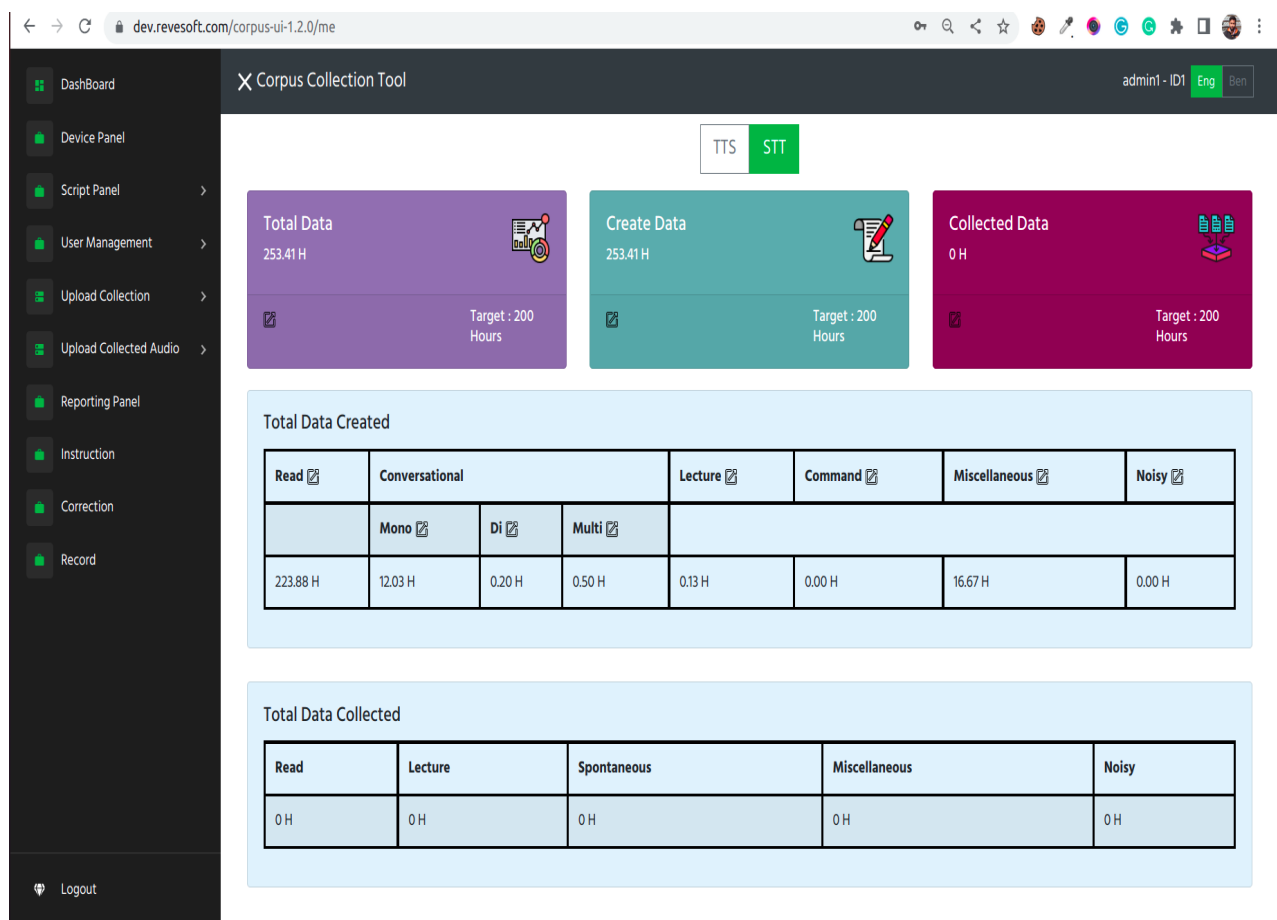 dev.revesoft.com/corpus-ui-1.2.0/me
DashBoard
Device Panel
Script Panel
User Management
Upload Collection
Upload Collected Audio
Reporting Panel
Instruction
Correction
Record
Logout
X Corpus Collection Tool
admin1 - ID1 Eng Ben
TTS STT
Total Data
253.41 H
Target : 200
Hours
Create Data
253.41 H
Target : 200
Hours
Collected Data
0 H
Target : 200
Hours
Total Data Created
Read Conversational Lecture Command Miscellaneous Noisy
Mono Di Multi
223.88 H 12.03 H 0.20 H 0.50 H 0.13 H 0.00 H 16.67 H 0.00 H
Total Data Collected
Read Lecture Spontaneous Miscellaneous Noisy
0 H 0 H 0 H 0 H 0 H